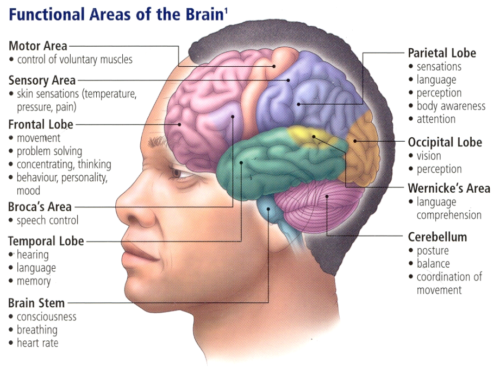 Functional Areas of the Brain¹
Motor Area
• control of voluntary muscles
Sensory Area
• skin sensations (temperature,
pressure, pain)
Frontal Lobe
• movement
• problem solving
• concentrating, thinking
• behaviour, personality,
mood
Broca's Area
• speech control
Temporal Lobe
• hearing
• language
• memory
Brain Stem
• consciousness
• breathing
• heart rate
Parietal Lobe
• sensations
• language
• perception
• body awareness
• attention
Occipital Lobe
• vision
• perception
Wernicke's Area
• language
comprehension
Cerebellum
• posture
• balance
• coordination of
movement